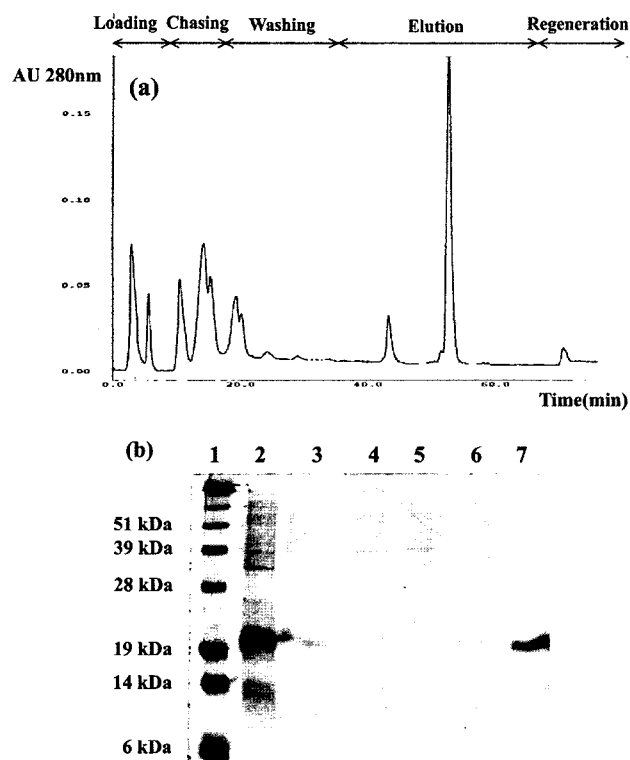 Loading Chasing Washing Elution Regeneration
AU 280nm
(a)
0.15
0.10
0.05
0.00
0.0 20.0 40.0 60.0
Time(min)
(b) 1 2 3 4 5 6 7
51 kDa
39 kDa
28 kDa
19 kDa
14 kDa
6 kDa